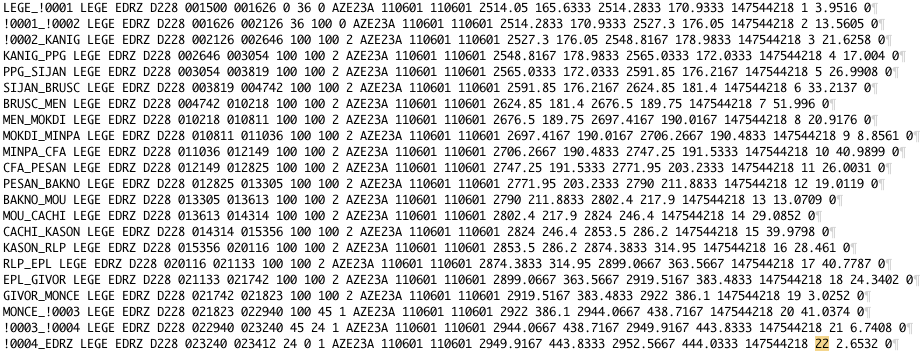 LEGE_!0001 LEGE EDRZ D228 001500 001626 0 36 0 AZE23A 110601 110601 2514.05 165.6333 2514.2833 170.9333 147544218 1 3.9516 0¶
!0001_!0002 LEGE EDRZ D228 001626 002126 36 100 0 AZE23A 110601 110601 2514.2833 170.9333 2527.3 176.05 147544218 2 13.5605 0¶
!0002_KANIG LEGE EDRZ D228 002126 002646 100 100 2 AZE23A 110601 110601 2527.3 176.05 2548.8167 178.9833 147544218 3 21.6258 0¶
KANIG_PPG LEGE EDRZ D228 002646 003054 100 100 2 AZE23A 110601 110601 2548.8167 178.9833 2565.0333 172.0333 147544218 4 17.004 0¶
PPG_SIJAN LEGE EDRZ D228 003054 003819 100 100 2 AZE23A 110601 110601 2565.0333 172.0333 2591.85 176.2167 147544218 5 26.9908 0¶
SIJAN_BRUSC LEGE EDRZ D228 003819 004742 100 100 2 AZE23A 110601 110601 2591.85 176.2167 2624.85 181.4 147544218 6 33.2137 0¶
BRUSC_MEN LEGE EDRZ D228 004742 010218 100 100 2 AZE23A 110601 110601 2624.85 181.4 2676.5 189.75 147544218 7 51.996 0¶
MEN_MOKDI LEGE EDRZ D228 010218 010811 100 100 2 AZE23A 110601 110601 2676.5 189.75 2697.4167 190.0167 147544218 8 20.9176 0¶
MOKDI_MINPA LEGE EDRZ D228 010811 011036 100 100 2 AZE23A 110601 110601 2697.4167 190.0167 2706.2667 190.4833 147544218 9 8.8561 0¶
MINPA_CFA LEGE EDRZ D228 011036 012149 100 100 2 AZE23A 110601 110601 2706.2667 190.4833 2747.25 191.5333 147544218 10 40.9899 0¶
CFA_PESAN LEGE EDRZ D228 012149 012825 100 100 2 AZE23A 110601 110601 2747.25 191.5333 2771.95 203.2333 147544218 11 26.0031 0¶
PESAN_BAKNO LEGE EDRZ D228 012825 013305 100 100 2 AZE23A 110601 110601 2771.95 203.2333 2790 211.8833 147544218 12 19.0119 0¶
BAKNO_MOU LEGE EDRZ D228 013305 013613 100 100 2 AZE23A 110601 110601 2790 211.8833 2802.4 217.9 147544218 13 13.0709 0¶
MOU_CACHI LEGE EDRZ D228 013613 014314 100 100 2 AZE23A 110601 110601 2802.4 217.9 2824 246.4 147544218 14 29.0852 0¶
CACHI_KASON LEGE EDRZ D228 014314 015356 100 100 2 AZE23A 110601 110601 2824 246.4 2853.5 286.2 147544218 15 39.9798 0¶
KASON_RLP LEGE EDRZ D228 015356 020116 100 100 2 AZE23A 110601 110601 2853.5 286.2 2874.3833 314.95 147544218 16 28.461 0¶
RLP_EPL LEGE EDRZ D228 020116 021133 100 100 2 AZE23A 110601 110601 2874.3833 314.95 2899.0667 363.5667 147544218 17 40.7787 0¶
EPL_GIVOR LEGE EDRZ D228 021133 021742 100 100 2 AZE23A 110601 110601 2899.0667 363.5667 2919.5167 383.4833 147544218 18 24.3402 0¶
GIVOR_MONCE LEGE EDRZ D228 021742 021823 100 100 2 AZE23A 110601 110601 2919.5167 383.4833 2922 386.1 147544218 19 3.0252 0¶
MONCE_!0003 LEGE EDRZ D228 021823 022940 100 45 1 AZE23A 110601 110601 2922 386.1 2944.0667 438.7167 147544218 20 41.0374 0¶
!0003_!0004 LEGE EDRZ D228 022940 023240 45 24 1 AZE23A 110601 110601 2944.0667 438.7167 2949.9167 443.8333 147544218 21 6.7408 0¶
!0004_EDRZ LEGE EDRZ D228 023240 023412 24 0 1 AZE23A 110601 110601 2949.9167 443.8333 2952.5667 444.0333 147544218 22 2.6532 0¶